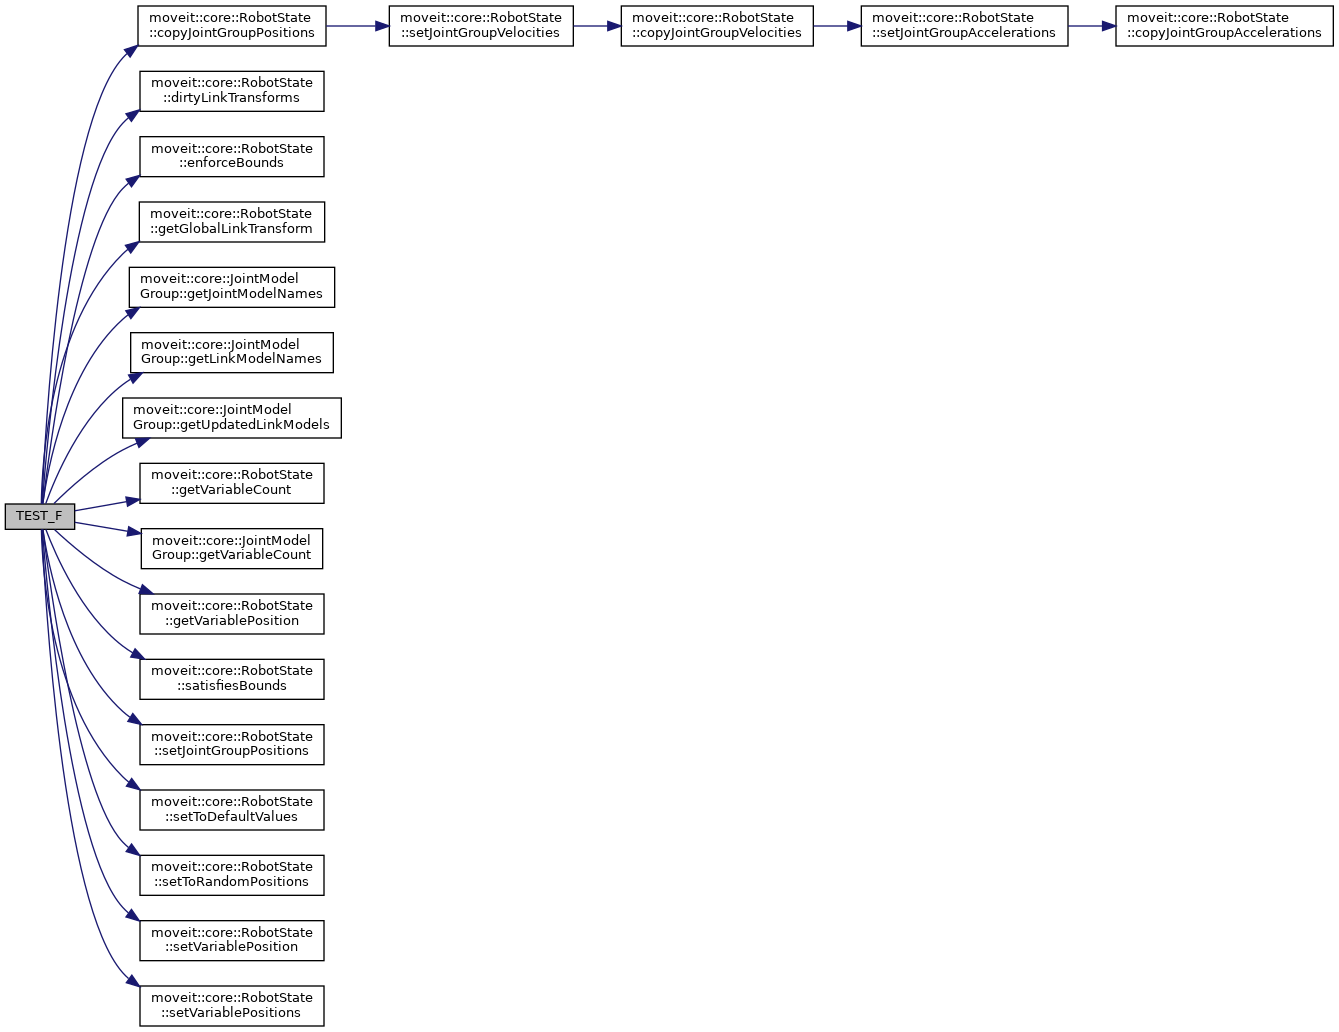 moveit::core::RobotState
::copyJointGroupPositions
moveit::core::RobotState
::setJointGroupVelocities
moveit::core::RobotState
::copyJointGroupVelocities
moveit::core::RobotState
::setJointGroupAccelerations
moveit::core::RobotState
::copyJointGroupAccelerations
moveit::core::RobotState
::dirtyLinkTransforms
moveit::core::RobotState
::enforceBounds
moveit::core::RobotState
::getGlobalLinkTransform
moveit::core::JointModel
Group::getJointModelNames
moveit::core::JointModel
Group::getLinkModelNames
moveit::core::JointModel
Group::getUpdatedLinkModels
moveit::core::RobotState
::getVariableCount
TEST_F
moveit::core::JointModel
Group::getVariableCount
moveit::core::RobotState
::getVariablePosition
moveit::core::RobotState
::satisfiesBounds
moveit::core::RobotState
::setJointGroupPositions
moveit::core::RobotState
::setToDefaultValues
moveit::core::RobotState
::setToRandomPositions
moveit::core::RobotState
::setVariablePosition
moveit::core::RobotState
::setVariablePositions